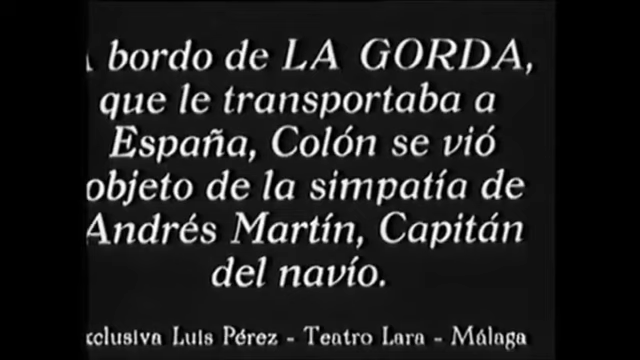 A bordo de LA GORDA,
que le transportaba a
España, Colón se vió
objeto de la simpatía de
Andrés Martín, Capitán
del navío.
xclusiva Luis Pérez - Teatro Lara - Málaga